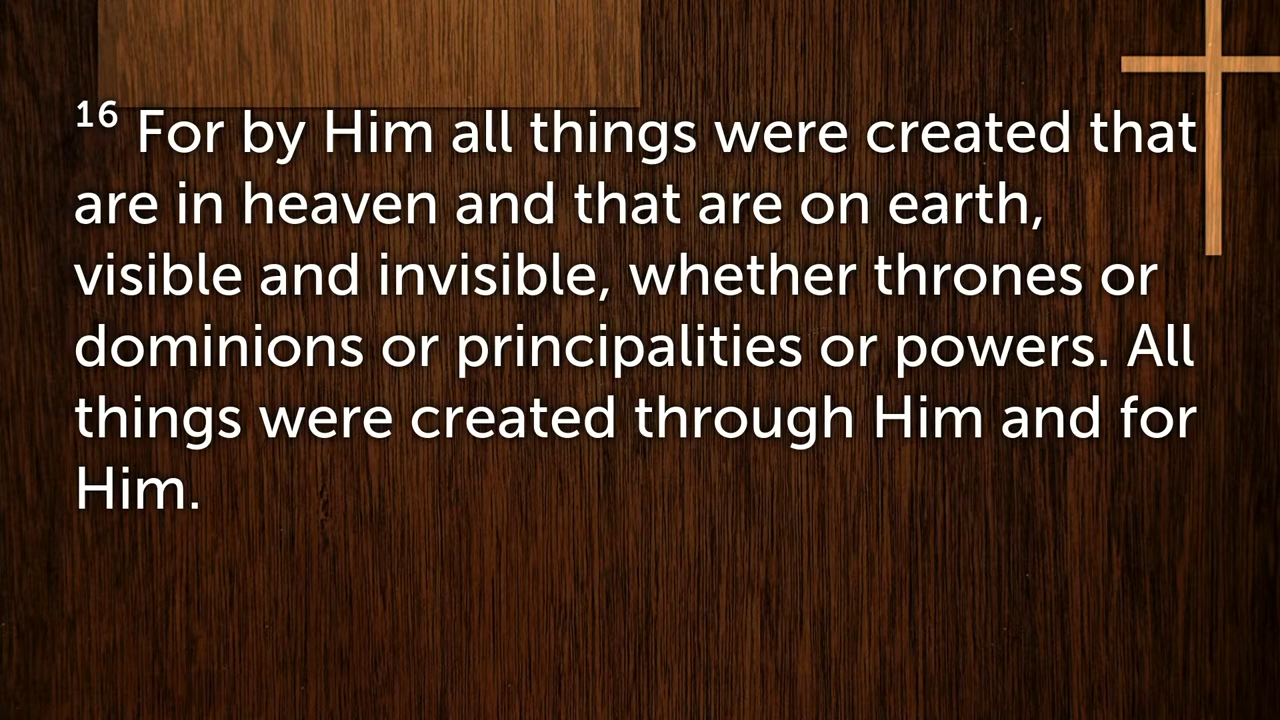 16 For by Him all things were created that
are in heaven and that are on earth,
visible and invisible, whether thrones or
dominions or principalities or powers. All
things were created through Him and for
Him.